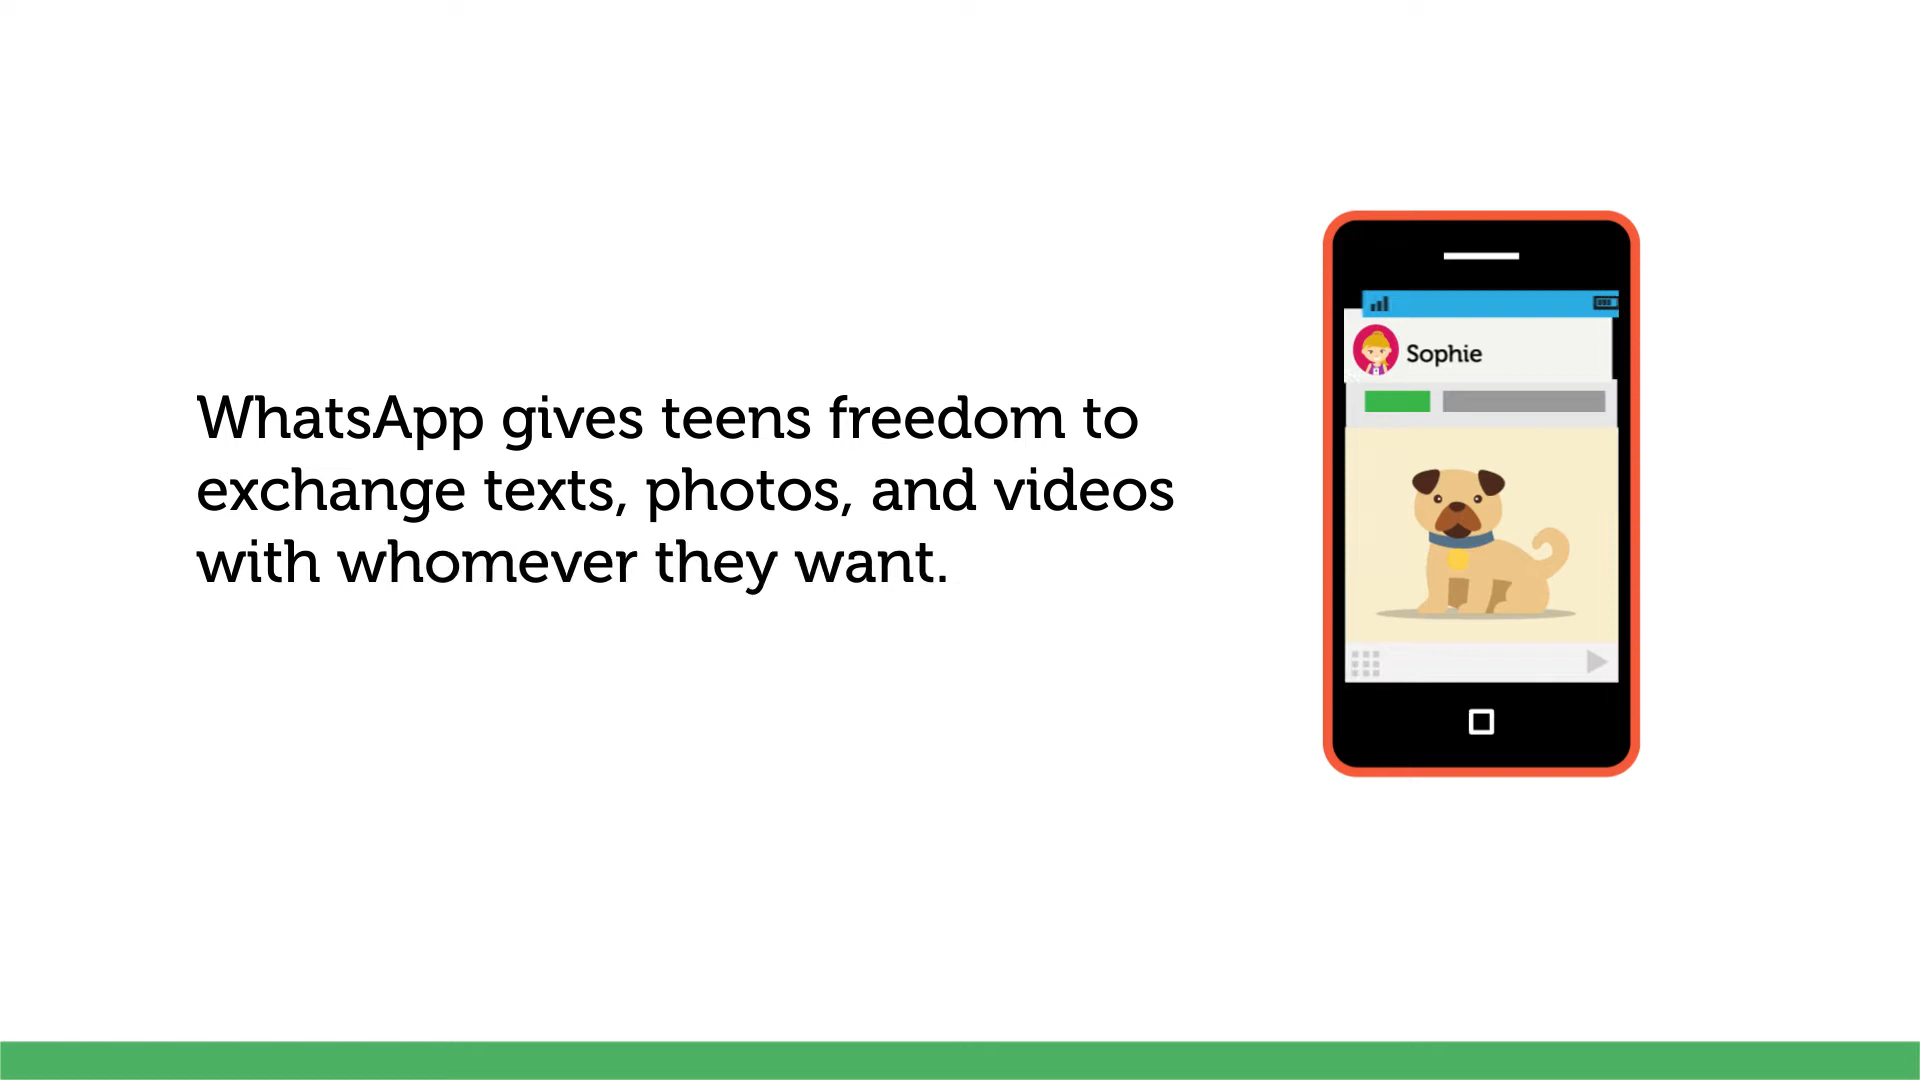 WhatsApp gives teens freedom to
exchange texts, photos, and videos
with whomever they want.
Sophie